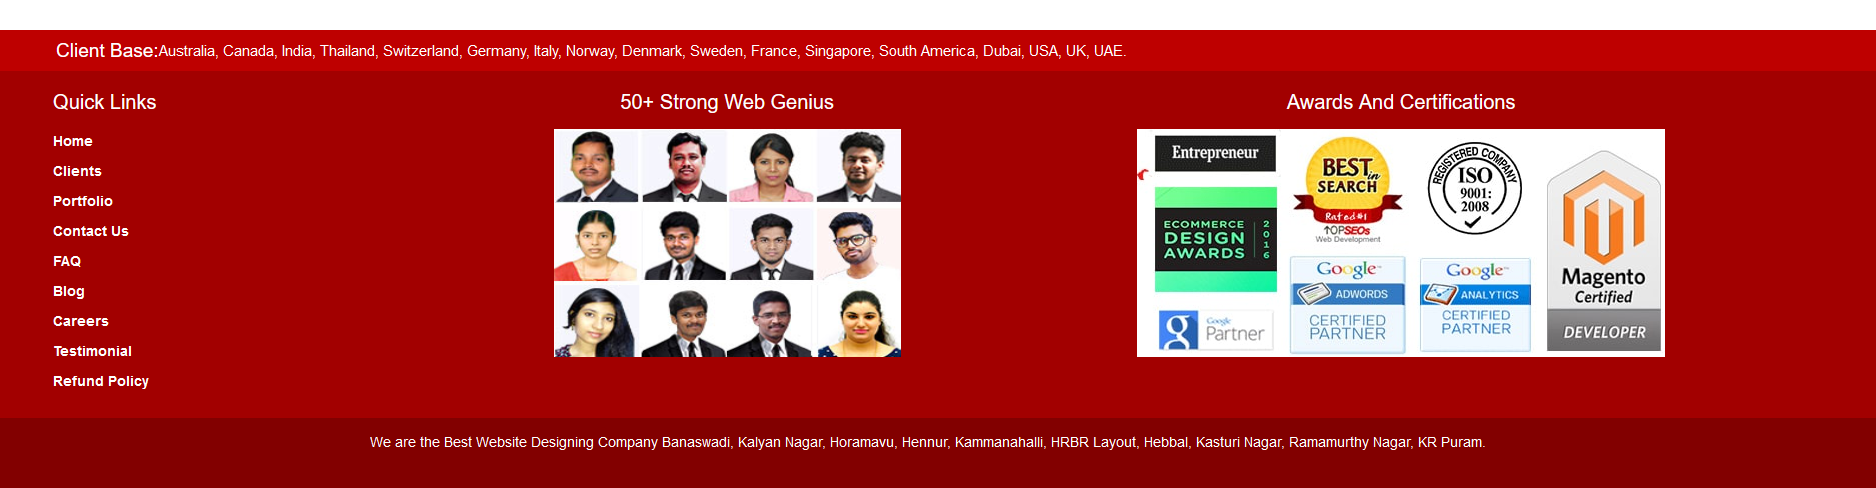 Client Base:Australia, Canada, India, Thailand, Switzerland, Germany, Italy, Norway, Denmark, Sweden, France, Singapore, South America, Dubai, USA, UK, UAE.
Quick Links
Home
Clients
Portfolio
Contact Us
FAQ
Blog
Careers
Testimonial
Refund Policy
50+ Strong Web Genius
Awards And Certifications
Entrepreneur
ECOMMERCE
DESIGN
AWARDS
2016
g
Google
Partner
BEST
in
SEARCH
Rated #1
TOPSEOs
Web Development
Google™
ADWORDS
CERTIFIED
PARTNER
REGISTERED COMPANY
ISO
9001:
2008
Google™
ANALYTICS
CERTIFIED
PARTNER
Magento
Certified
DEVELOPER
We are the Best Website Designing Company Banaswadi, Kalyan Nagar, Horamavu, Hennur, Kammanahalli, HRBR Layout, Hebbal, Kasturi Nagar, Ramamurthy Nagar, KR Puram.